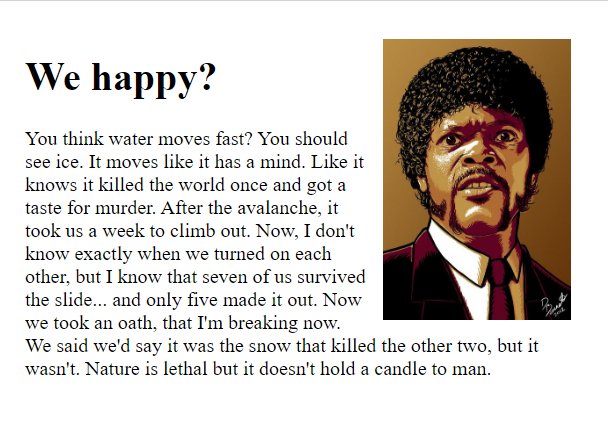 We happy?
You think water moves fast? You should
see ice. It moves like it has a mind. Like it
knows it killed the world once and got a
taste for murder. After the avalanche, it
took us a week to climb out. Now, I don't
know exactly when we turned on each
other, but I know that seven of us survived
the slide... and only five made it out. Now
we took an oath, that I'm breaking now.
We said we'd say it was the snow that killed the other two, but it
wasn't. Nature is lethal but it doesn't hold a candle to man.